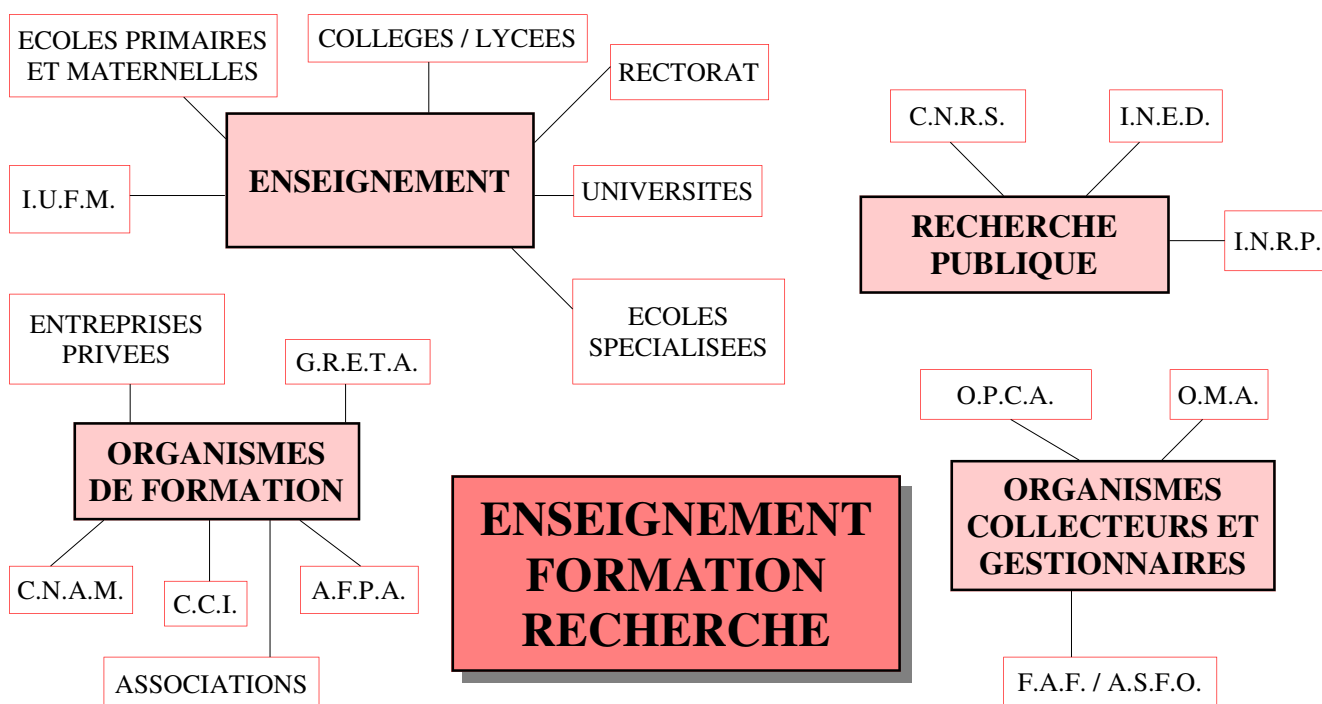 ECOLES PRIMAIRES
ET MATERNELLES
COLLEGES / LYCEES
RECTORAT
ENSEIGNEMENT
I.U.F.M.
UNIVERSITES
ECOLES
SPECIALISEES
C.N.R.S.
I.N.E.D.
RECHERCHE
PUBLIQUE
I.N.R.P.
ENTREPRISES
PRIVEES
G.R.E.T.A.
ORGANISMES
DE FORMATION
C.N.A.M.
C.C.I.
A.F.P.A.
ASSOCIATIONS
ENSEIGNEMENT
FORMATION
RECHERCHE
O.P.C.A.
O.M.A.
ORGANISMES
COLLECTEURS ET
GESTIONNAIRES
F.A.F. / A.S.F.O.